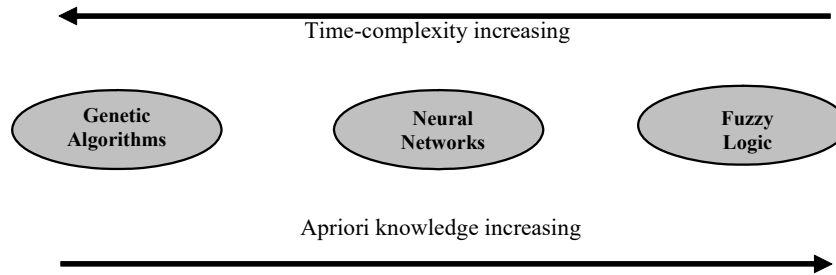 Time-complexity increasing
Genetic
Algorithms
Neural
Networks
Fuzzy
Logic
Apriori knowledge increasing